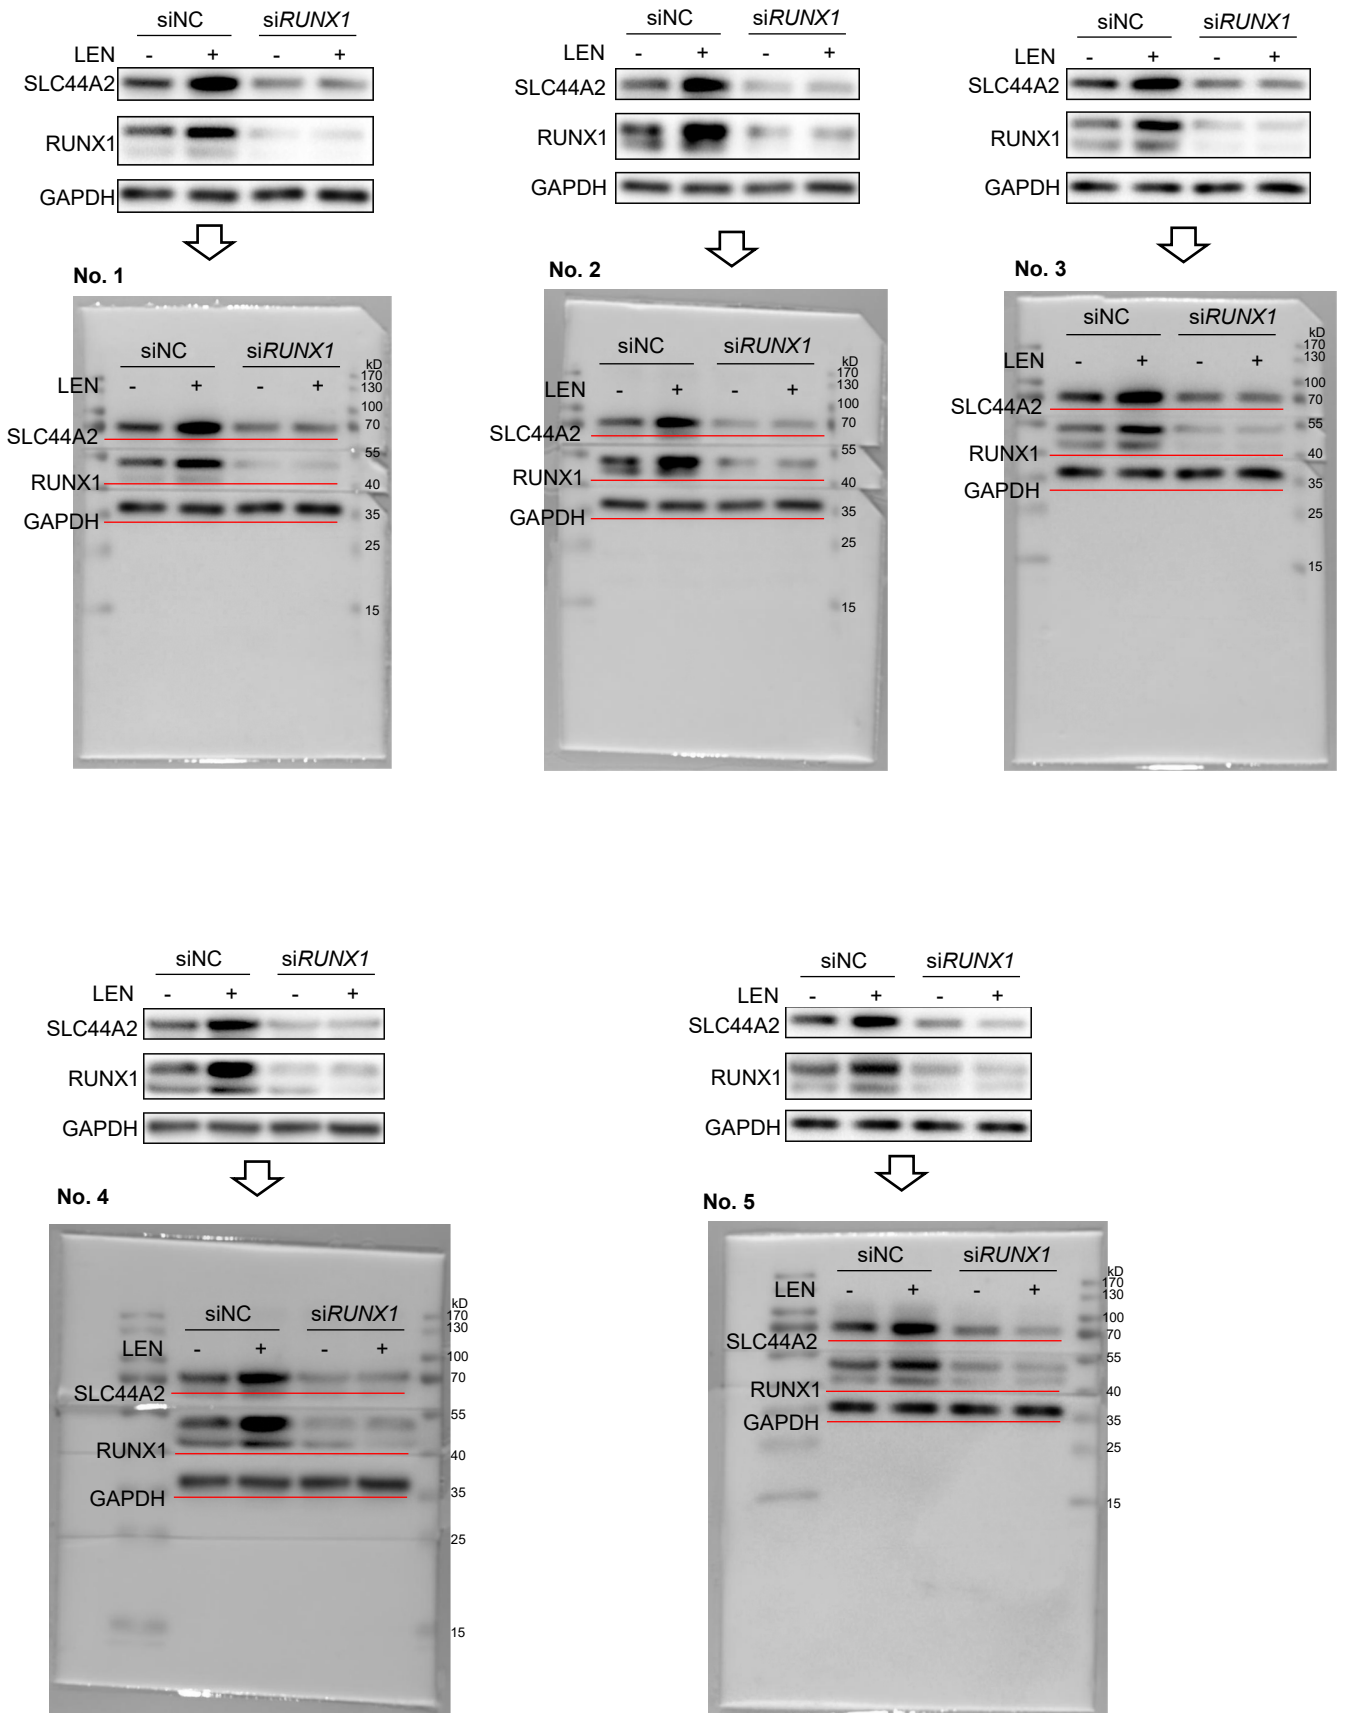 siNC siRUNX1
LEN - + - +
SLC44A2
RUNX1
GAPDH
No. 1
siNC siRUNX1
LEN - + - +
kD
170
130
100
70
55
40
35
25
15
SLC44A2
RUNX1
GAPDH
siNC siRUNX1
LEN - + - +
SLC44A2
RUNX1
GAPDH
No. 2
siNC siRUNX1
LEN - + - +
kD
170
130
100
70
55
40
35
25
15
SLC44A2
RUNX1
GAPDH
siNC siRUNX1
LEN - + - +
SLC44A2
RUNX1
GAPDH
No. 3
siNC siRUNX1
LEN - + - +
kD
170
130
100
70
55
40
35
25
15
SLC44A2
RUNX1
GAPDH
siNC siRUNX1
LEN - + - +
SLC44A2
RUNX1
GAPDH
No. 4
siNC siRUNX1
LEN - + - +
kD
170
130
100
70
55
40
35
25
15
SLC44A2
RUNX1
GAPDH
siNC siRUNX1
LEN - + - +
SLC44A2
RUNX1
GAPDH
No. 5
siNC siRUNX1
LEN - + - +
kD
170
130
100
70
55
40
35
25
15
SLC44A2
RUNX1
GAPDH